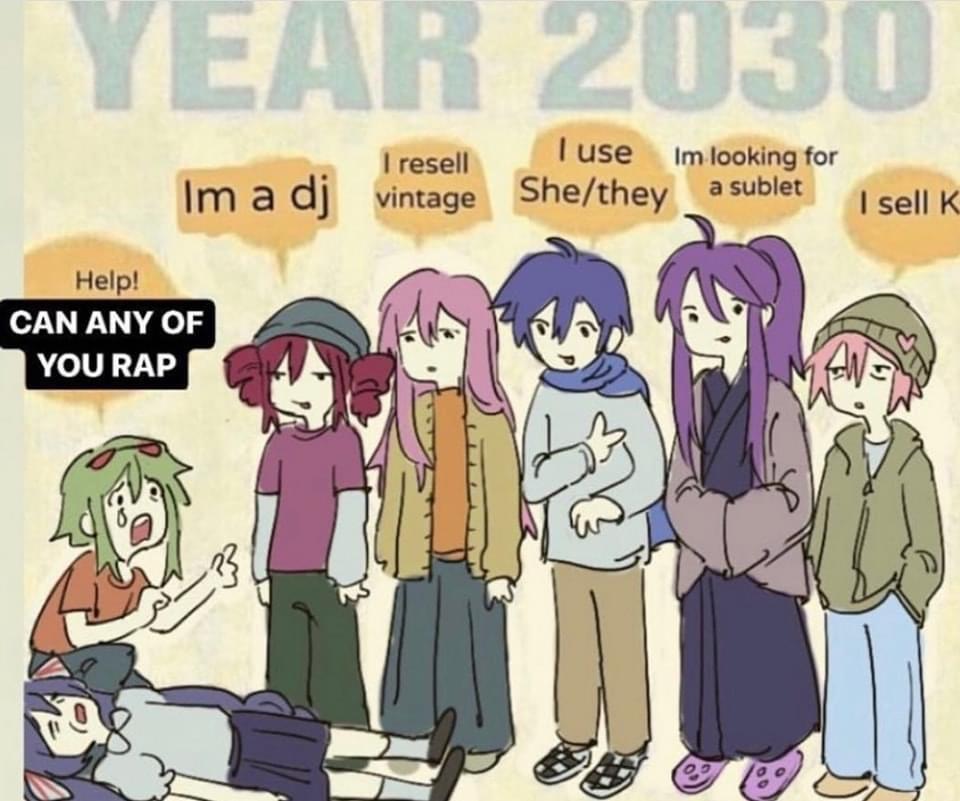 YEAR 2030
Im a dj
I resell
vintage
I use
She/they
Im looking for
a sublet
I sell K
Help!
CAN ANY OF
YOU RAP